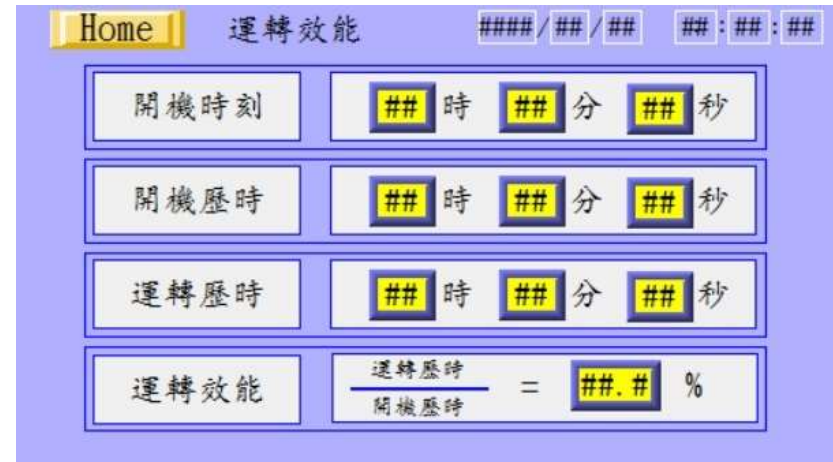 Home 運轉效能 ####/##/## ##:##:##
開機時刻 ## 時 ## 分 ## 秒
開機歷時 ## 時 ## 分 ## 秒
運轉歷時 ## 時 ## 分 ## 秒
運轉效能 運轉歷時
開機歷時 = ##.# %